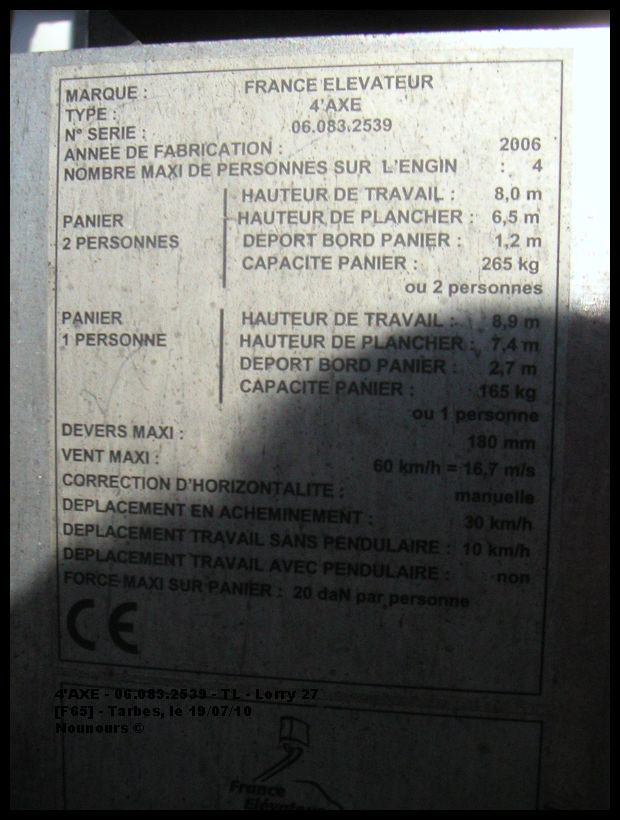 MARQUE : FRANCE ELEVATEUR
TYPE : 4'AXE
N° SERIE : 06.083.2539
ANNEE DE FABRICATION : 2006
NOMBRE MAXI DE PERSONNES SUR L'ENGIN : 4
HAUTEUR DE TRAVAIL : 8,0 m
PANIER HAUTEUR DE PLANCHER : 6,5 m
2 PERSONNES DEPORT BORD PANIER : 1,2 m
CAPACITE PANIER : 265 kg
ou 2 personnes
PANIER HAUTEUR DE TRAVAIL : 8,9 m
1 PERSONNE HAUTEUR DE PLANCHER : 7,4 m
DEPORT BORD PANIER : 2,7 m
CAPACITE PANIER : 165 kg
ou 1 personne
DEVERS MAXI : 180 mm
VENT MAXI : 60 km/h = 16,7 m/s
CORRECTION D'HORIZONTALITE : manuelle
DEPLACEMENT EN ACHEMINEMENT : 30 km/h
DEPLACEMENT TRAVAIL SANS PENDULAIRE : 10 km/h
DEPLACEMENT TRAVAIL AVEC PENDULAIRE : non
FORCE MAXI SUR PANIER : 20 daN par personne
CE
4'AXE - 06.083.2539 - TL - Lorry 27
[F65] - Tarbes, le 19/07/10
Nounours ©
France
Elévateur